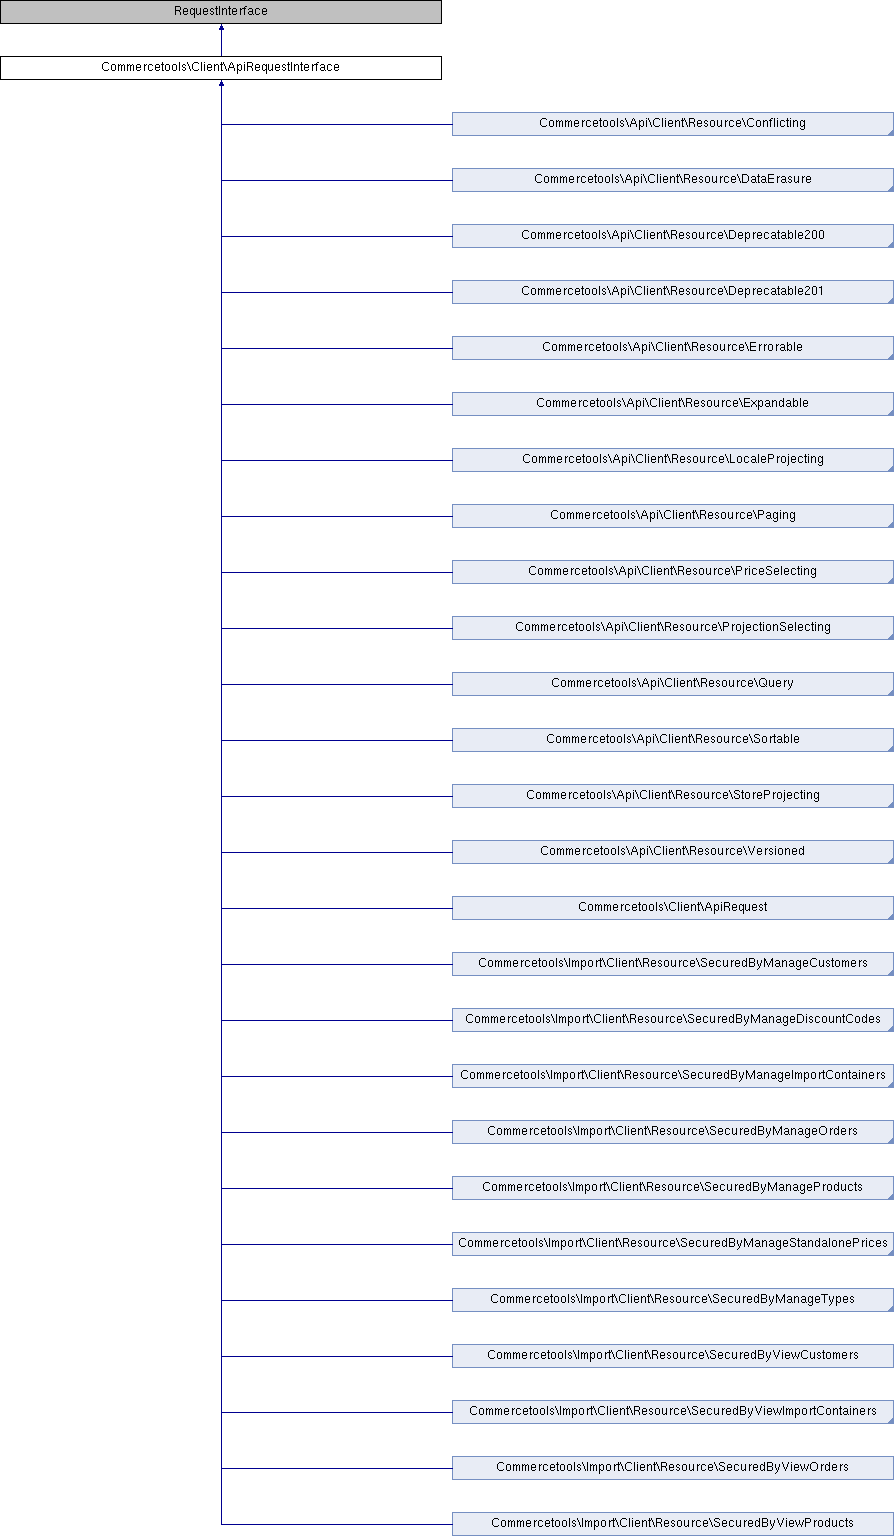 RequestInterface
Commercetools\Client\ApiRequestInterface
Commercetools\Api\Client\Resource\Conflicting
Commercetools\Api\Client\Resource\DataErasure
Commercetools\Api\Client\Resource\Deprecatable200
Commercetools\Api\Client\Resource\Deprecatable201
Commercetools\Api\Client\Resource\Errorable
Commercetools\Api\Client\Resource\Expandable
Commercetools\Api\Client\Resource\LocaleProjecting
Commercetools\Api\Client\Resource\Paging
Commercetools\Api\Client\Resource\PriceSelecting
Commercetools\Api\Client\Resource\ProjectionSelecting
Commercetools\Api\Client\Resource\Query
Commercetools\Api\Client\Resource\Sortable
Commercetools\Api\Client\Resource\StoreProjecting
Commercetools\Api\Client\Resource\Versioned
Commercetools\Client\ApiRequest
Commercetools\Import\Client\Resource\SecuredByManageCustomers
Commercetools\Import\Client\Resource\SecuredByManageDiscountCodes
Commercetools\Import\Client\Resource\SecuredByManageImportContainers
Commercetools\Import\Client\Resource\SecuredByManageOrders
Commercetools\Import\Client\Resource\SecuredByManageProducts
Commercetools\Import\Client\Resource\SecuredByManageStandalonePrices
Commercetools\Import\Client\Resource\SecuredByManageTypes
Commercetools\Import\Client\Resource\SecuredByViewCustomers
Commercetools\Import\Client\Resource\SecuredByViewImportContainers
Commercetools\Import\Client\Resource\SecuredByViewOrders
Commercetools\Import\Client\Resource\SecuredByViewProducts